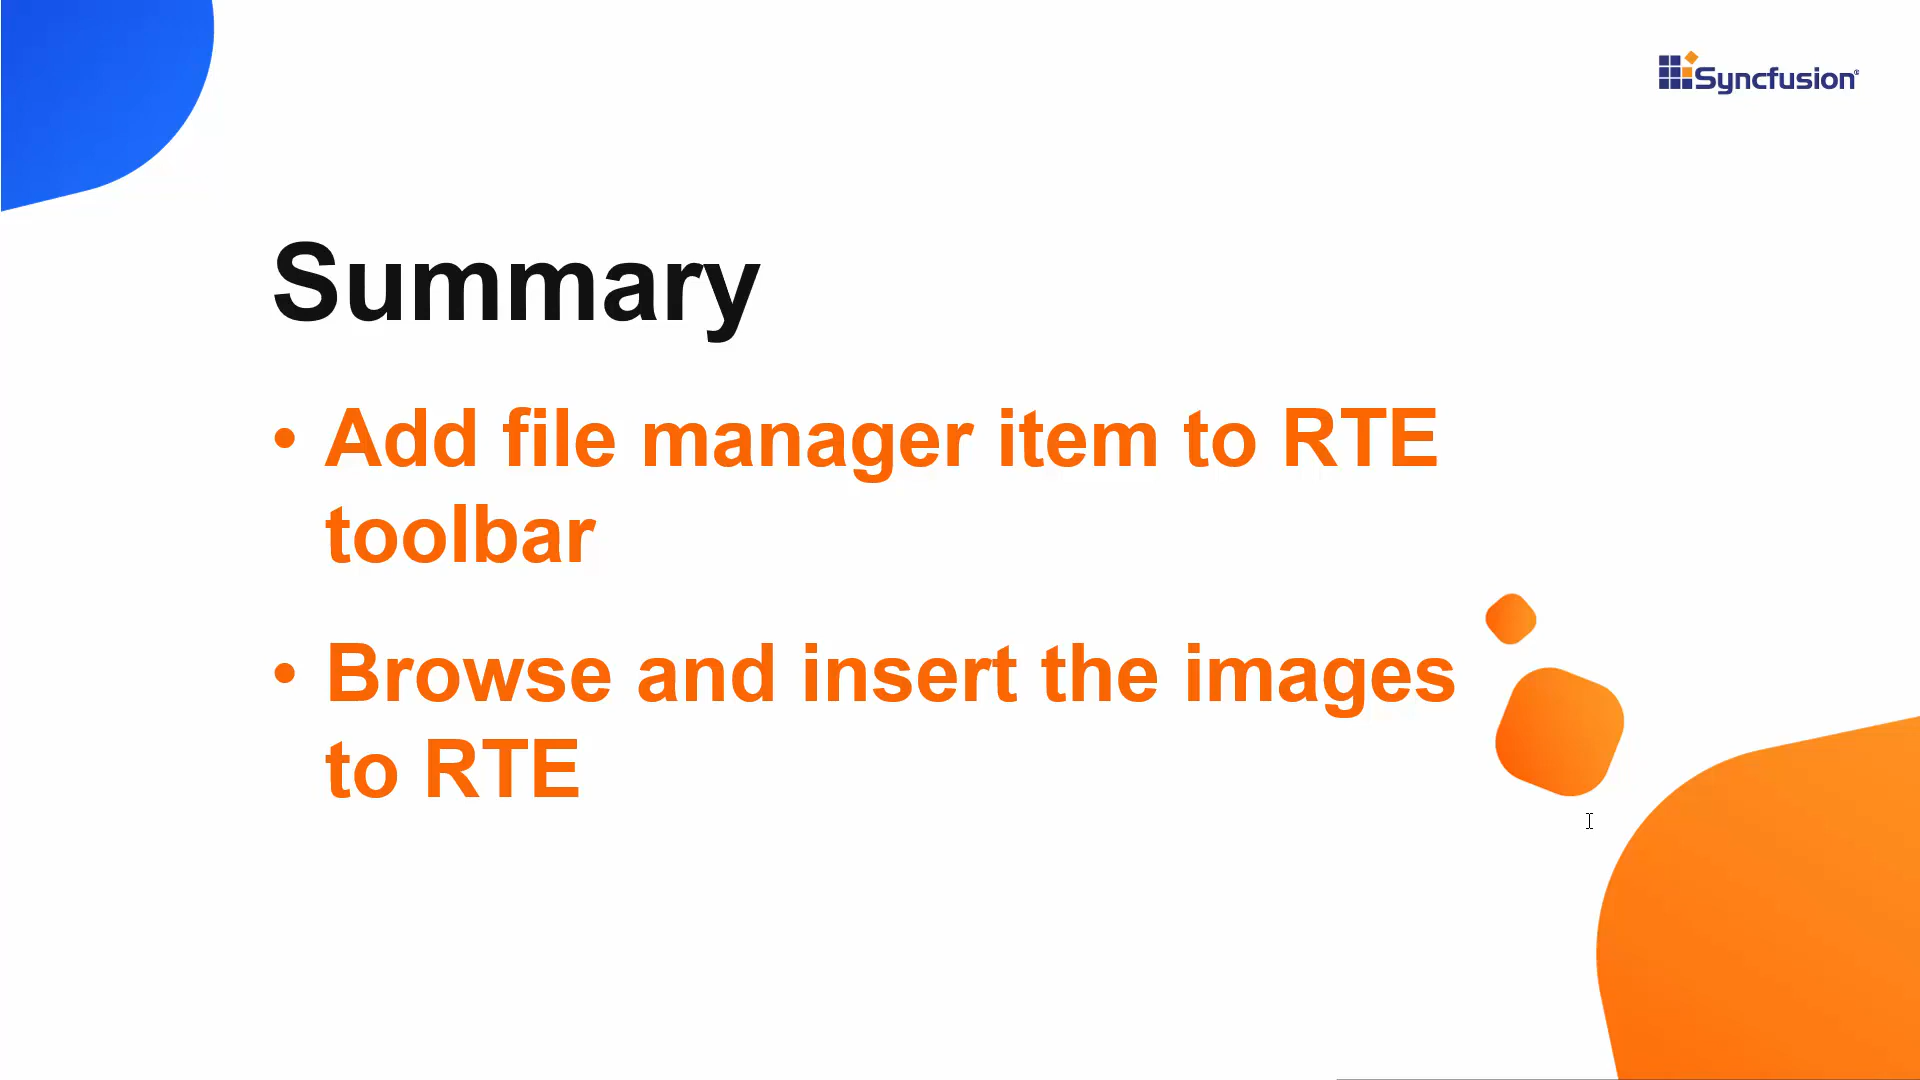 Syncfusion®
Summary
• Add file manager item to RTE
toolbar
• Browse and insert the images
to RTE